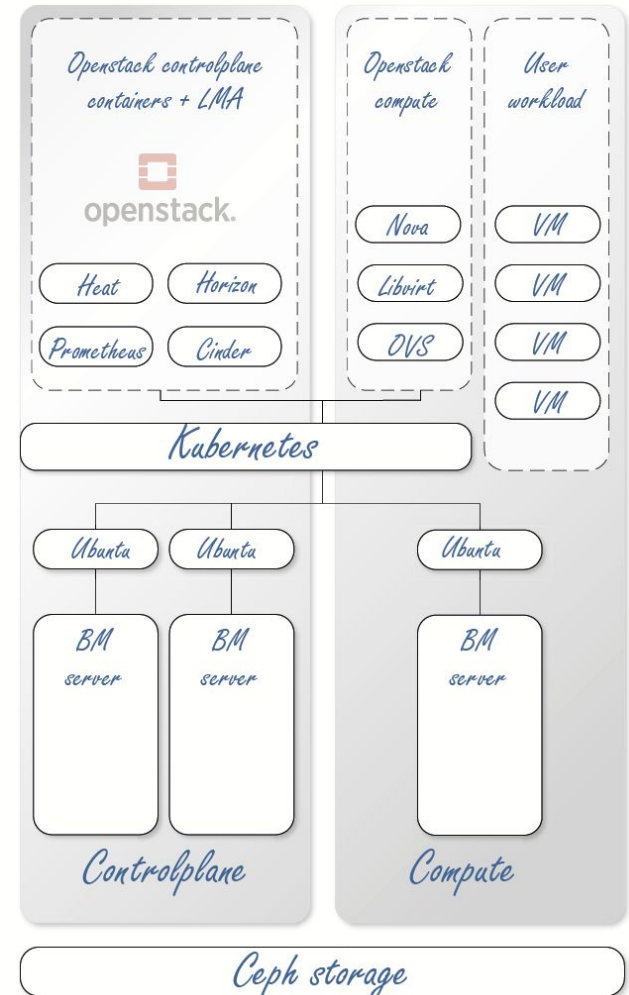 Openstack controlplane
containers + LMA
openstack.
Heat
Horizon
Prometheus
Cinder
Openstack
compute
Nova
Libvirt
OVS
User
workload
VM
VM
VM
VM
Kubernetes
Ubuntu
Ubuntu
Ubuntu
BM
server
BM
server
BM
server
Controlplane
Compute
Ceph storage